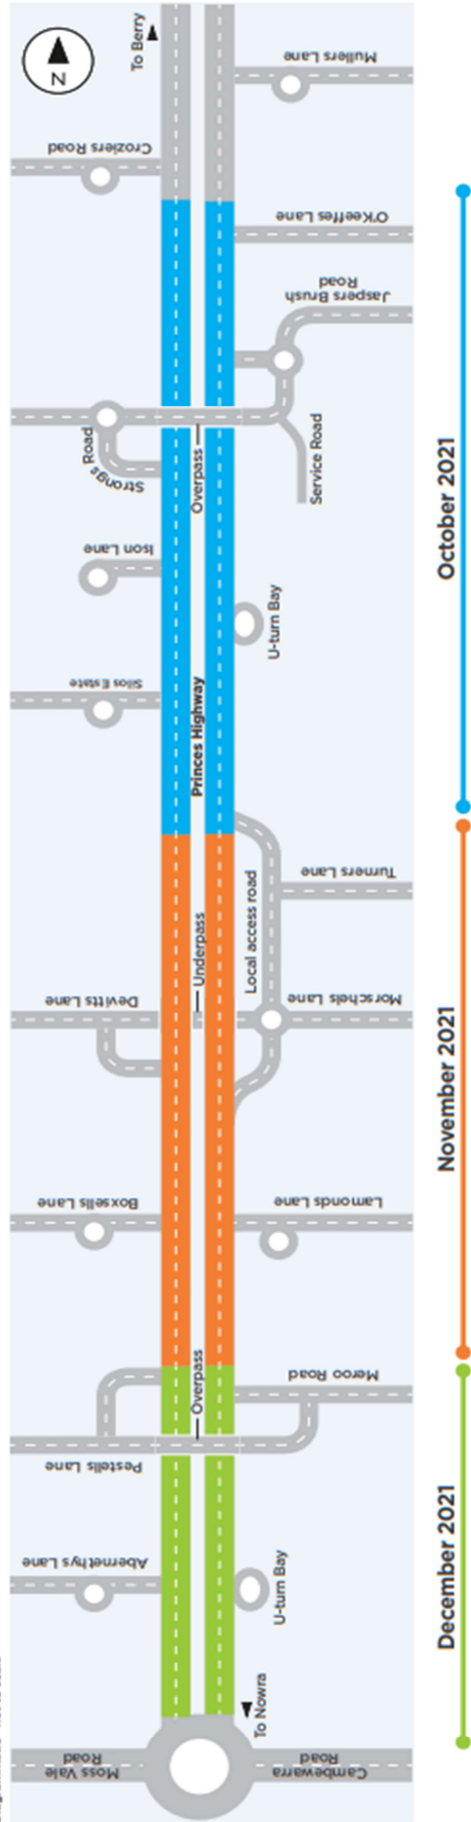 N
To Berry
Mullers Lane
Croziers Road
O'Keeffes Lane
Jaspers Brush
Road
Strongs Road
Overpass
Service Road
Ison Lane
U-turn Bay
Silos Estate
Princes Highway
October 2021
Turners Lane
Local access road
Underpass
Devitts Lane
Morschels Lane
November 2021
Boxsells Lane
Lamonds Lane
Overpass
Meroo Road
Pestells Lane
Abernethys Lane
U-turn Bay
December 2021
To Nowra
Moss Vale
Road
Cambewarra
Road